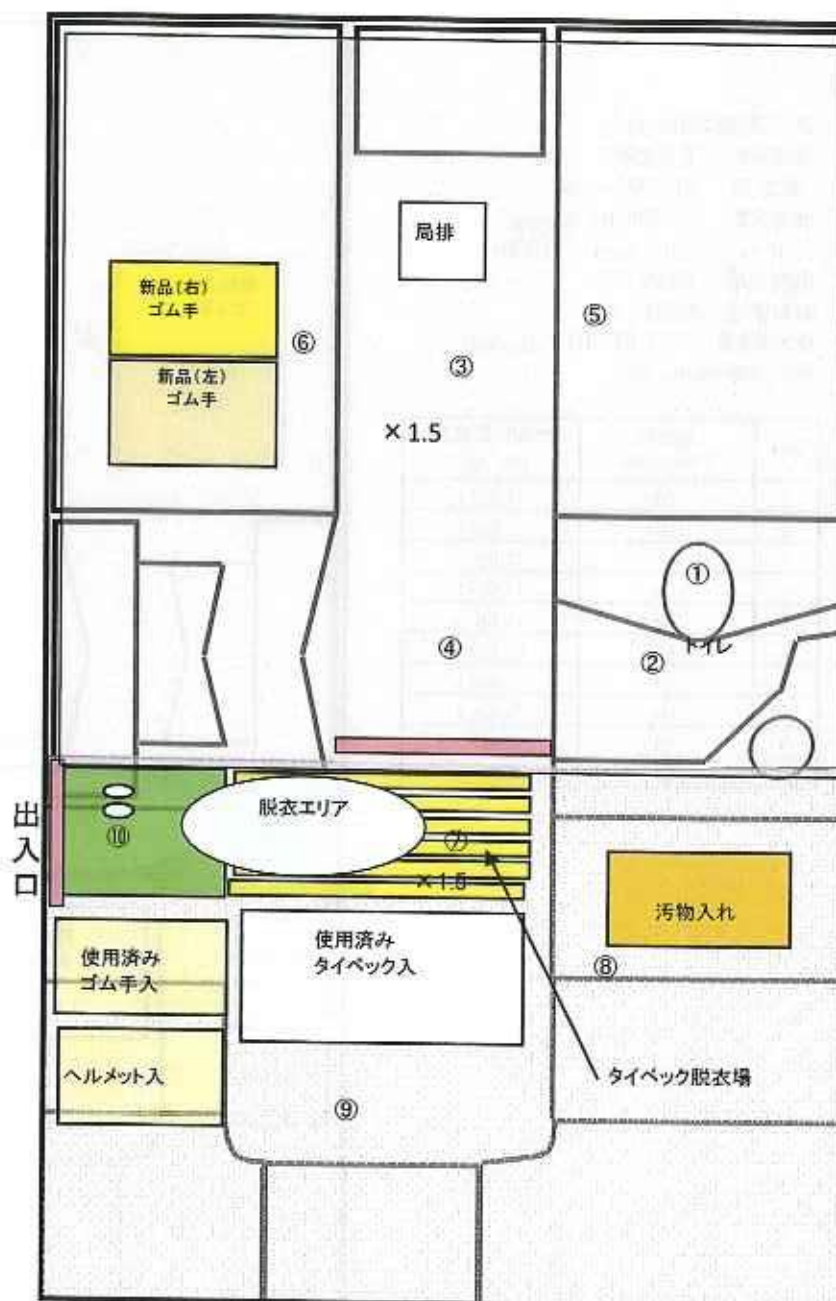 局排
新品(右)
ゴム手
⑥
新品(左)
ゴム手
③
⑤
×1.5
①
④
②
トイレ
出入口
⑩
脱衣エリア
⑦
×1.5
汚物入れ
使用済み
ゴム手入
使用済み
タイベック入
⑧
ヘルメット入
タイベック脱衣場
⑨